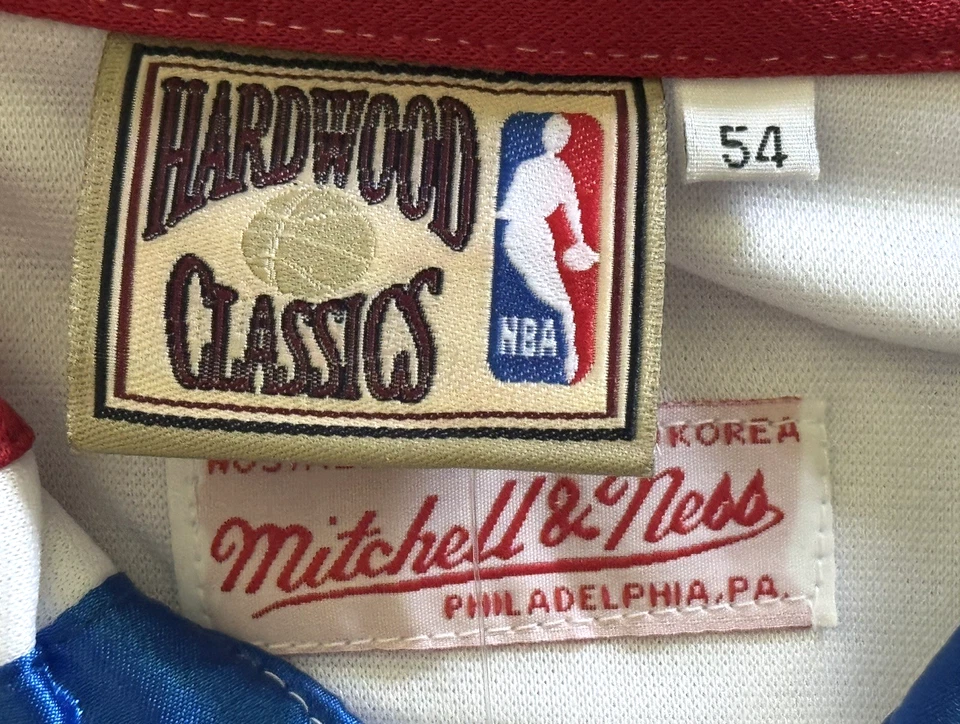 HARDWOOD
CLASSICS
NBA
54
KOREA
Mitchell & Ness
PHILADELPHIA, PA.